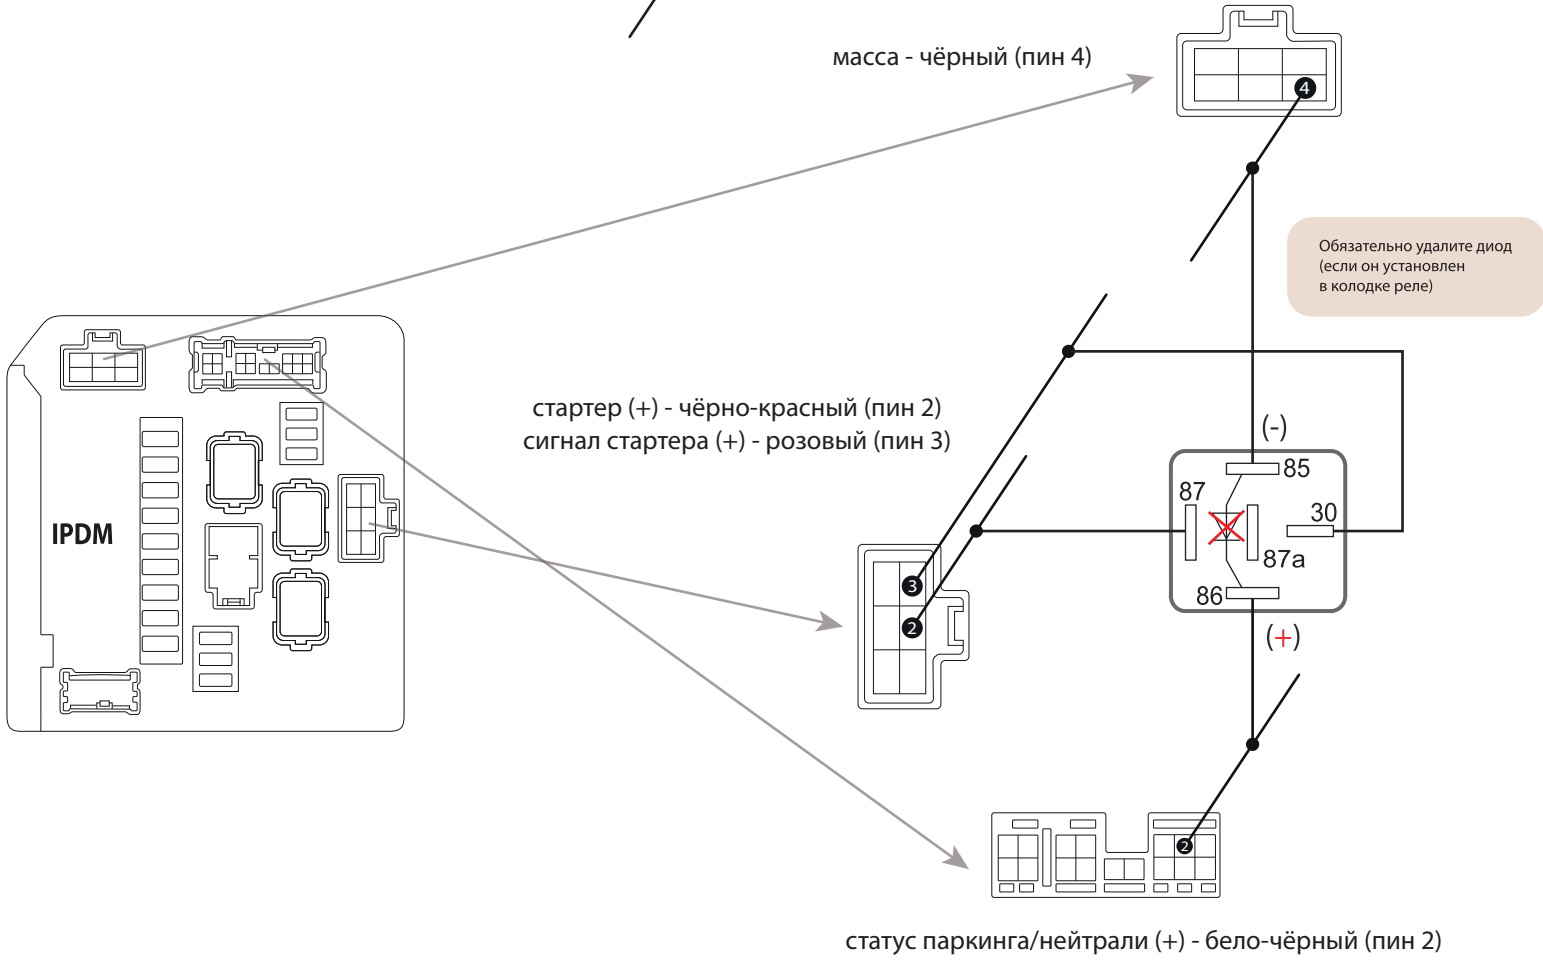 масса - чёрный (пин 4)
4
Обязательно удалите диод
(если он установлен
в колодке реле)
стартер (+) - чёрно-красный (пин 2)
сигнал стартера (+) - розовый (пин 3)
(-)
85
87
30
87a
86
(+)
IPDM
3
2
2
статус паркинга/нейтрали (+) - бело-чёрный (пин 2)